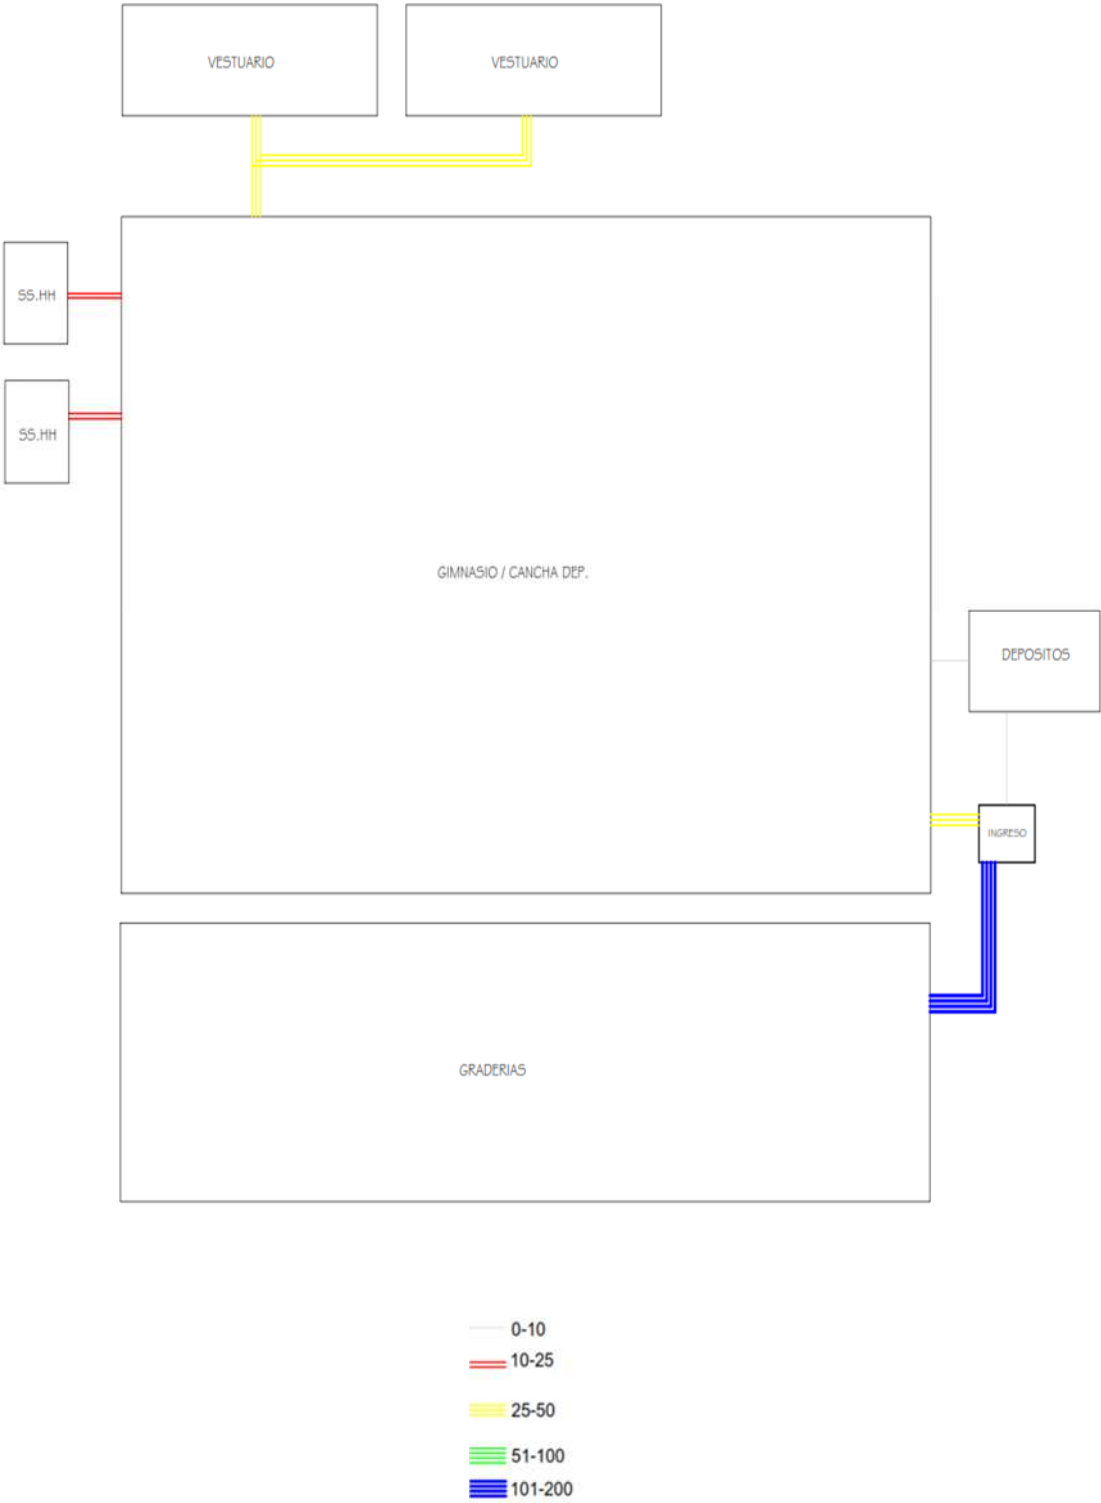 VESTUARIO
VESTUARIO
SS.HH
SS.HH
GIMNASIO / CANCHA DEP.
DEPOSITOS
INGRESO
GRADERIAS
0-10
10-25
25-50
51-100
101-200